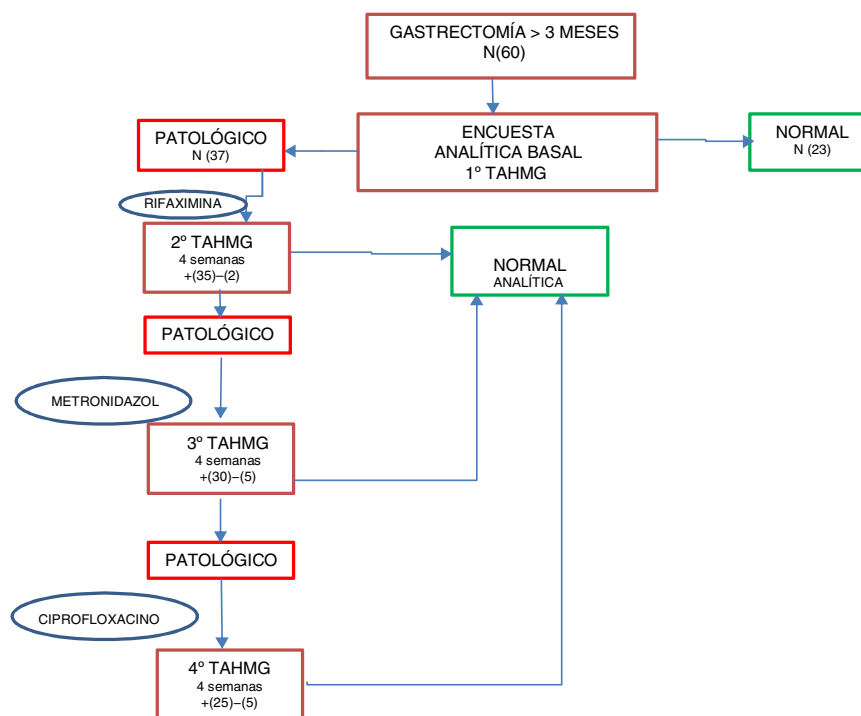 GASTRECTOMÍA > 3 MESES
N(60)
PATOLÓGICO
N (37)
ENCUESTA
ANALÍTICA BASAL
1º TAHMG
NORMAL
N (23)
RIFAXIMINA
2º TAHMG
4 semanas
+(35)–(2)
NORMAL
ANALÍTICA
PATOLÓGICO
METRONIDAZOL
3º TAHMG
4 semanas
+(30)–(5)
PATOLÓGICO
CIPROFLOXACINO
4º TAHMG
4 semanas
+(25)–(5)